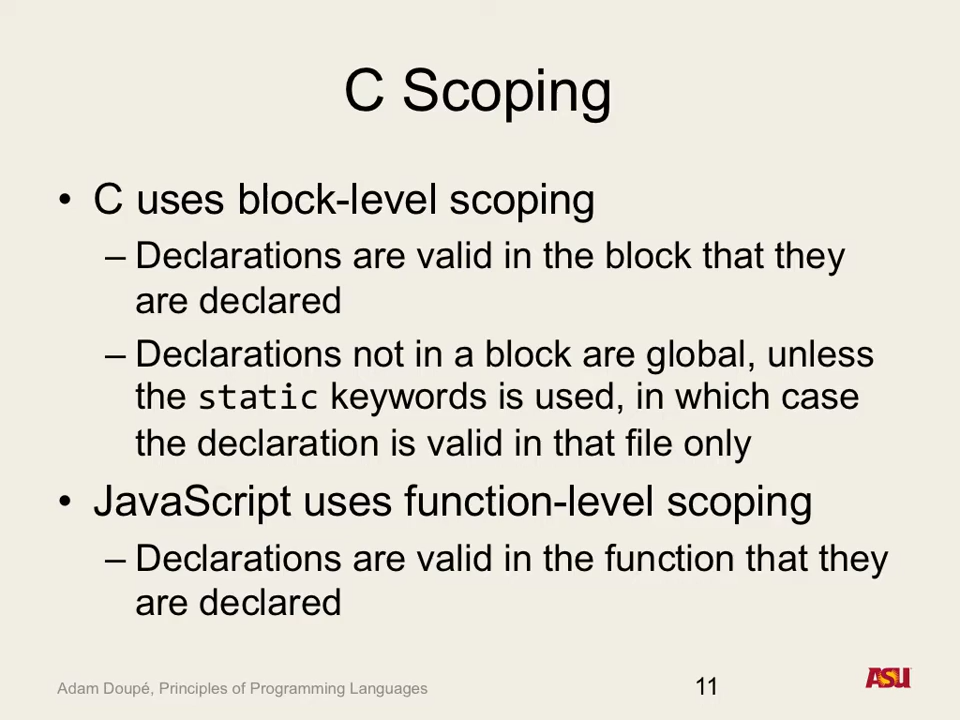 C Scoping
• C uses block-level scoping
– Declarations are valid in the block that they
are declared
– Declarations not in a block are global, unless
the static keywords is used, in which case
the declaration is valid in that file only
• JavaScript uses function-level scoping
– Declarations are valid in the function that they
are declared
Adam Doupé, Principles of Programming Languages
11
ASU